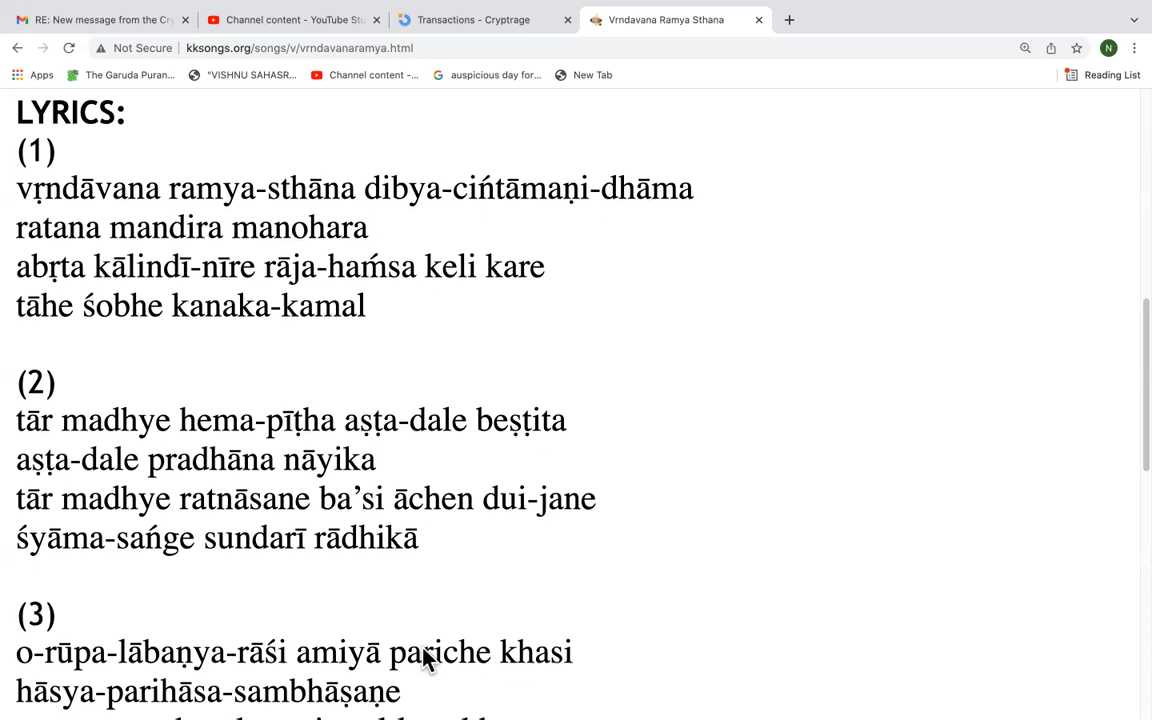 RE: New message from the Cry
Channel content - YouTube Stu
Transactions - Cryptrage
Vrndavana Ramya Sthana
Not Secure
kksongs.org/songs/v/vrndavanaramya.html
N
Apps
The Garuda Puran...
"VISHNU SAHASR...
Channel content -...
auspicious day for...
New Tab
Reading List
LYRICS:
(1)
vṛndāvana ramya-sthāna dibya-cińtāmaṇi-dhāma
ratana mandira manohara
abṛta kālindī-nīre rāja-haḿsa keli kare
tāhe śobhe kanaka-kamal
(2)
tār madhye hema-pīṭha aṣṭa-dale beṣṭita
aṣṭa-dale pradhāna nāyika
tār madhye ratnāsane ba’si āchen dui-jane
śyāma-sańge sundarī rādhikā
(3)
o-rūpa-lābaṇya-rāśi amiyā pariche khasi
hāsya-parihāsa-sambhāṣaṇe